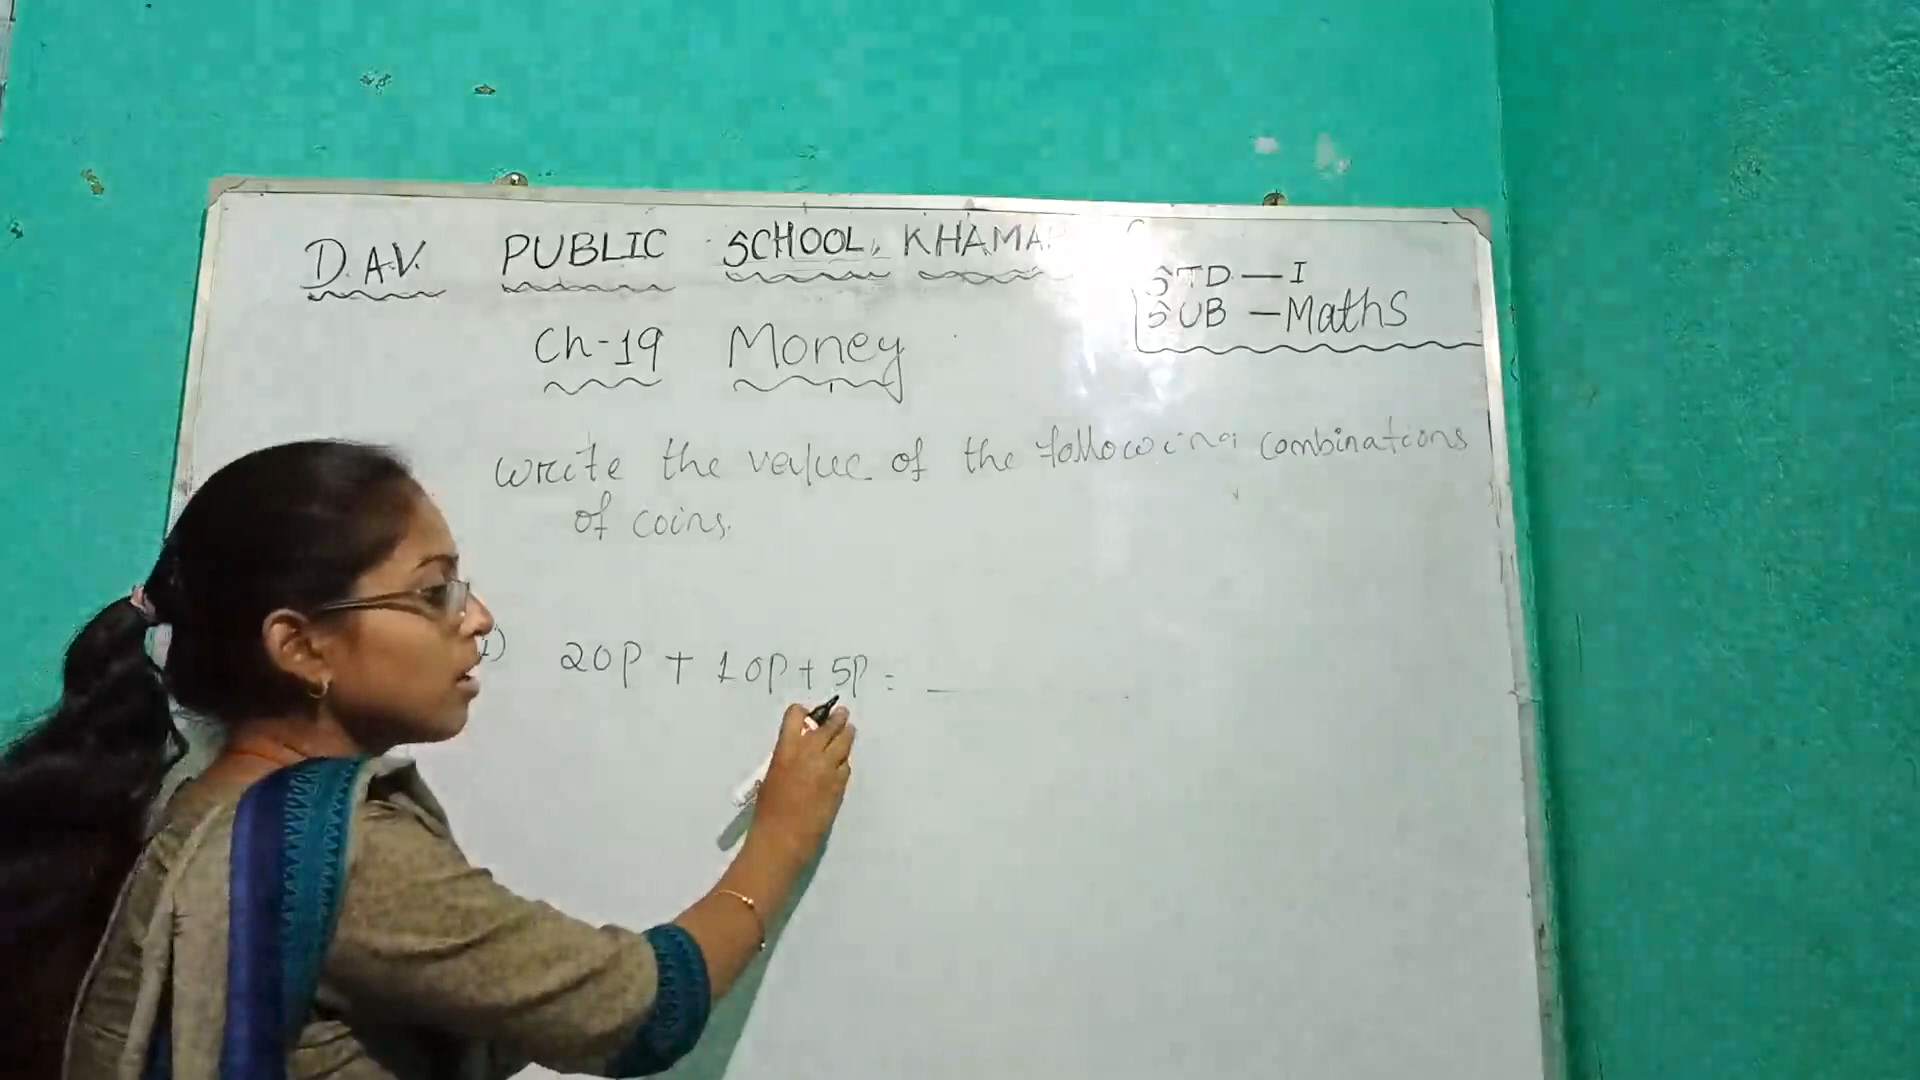 D.A.V. PUBLIC SCHOOL, KHAMA
STD — I
SUB — Maths
Ch-19 Money
Write the value of the following combinations
of coins.
i) 20p + 10p + 5p = ___